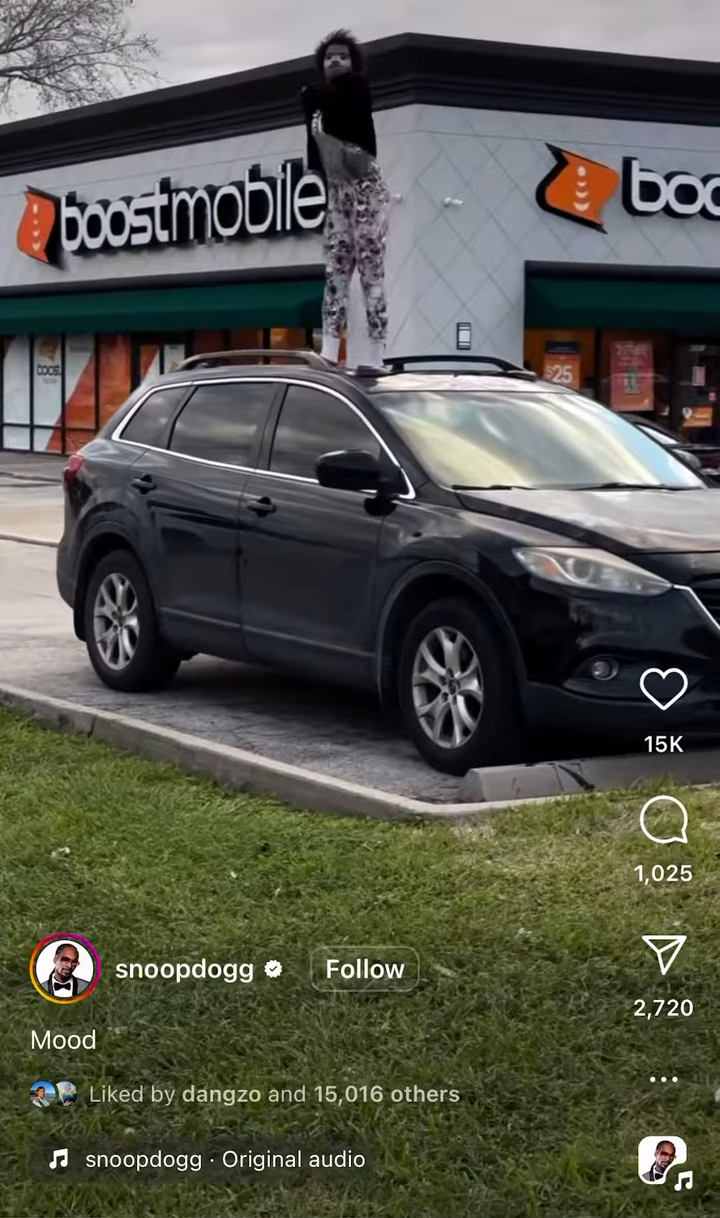 boostmobile
boo
boost
$25
15K
1,025
snoopdogg
Follow
2,720
Mood
Liked by dangzo and 15,016 others
snoopdogg · Original audio